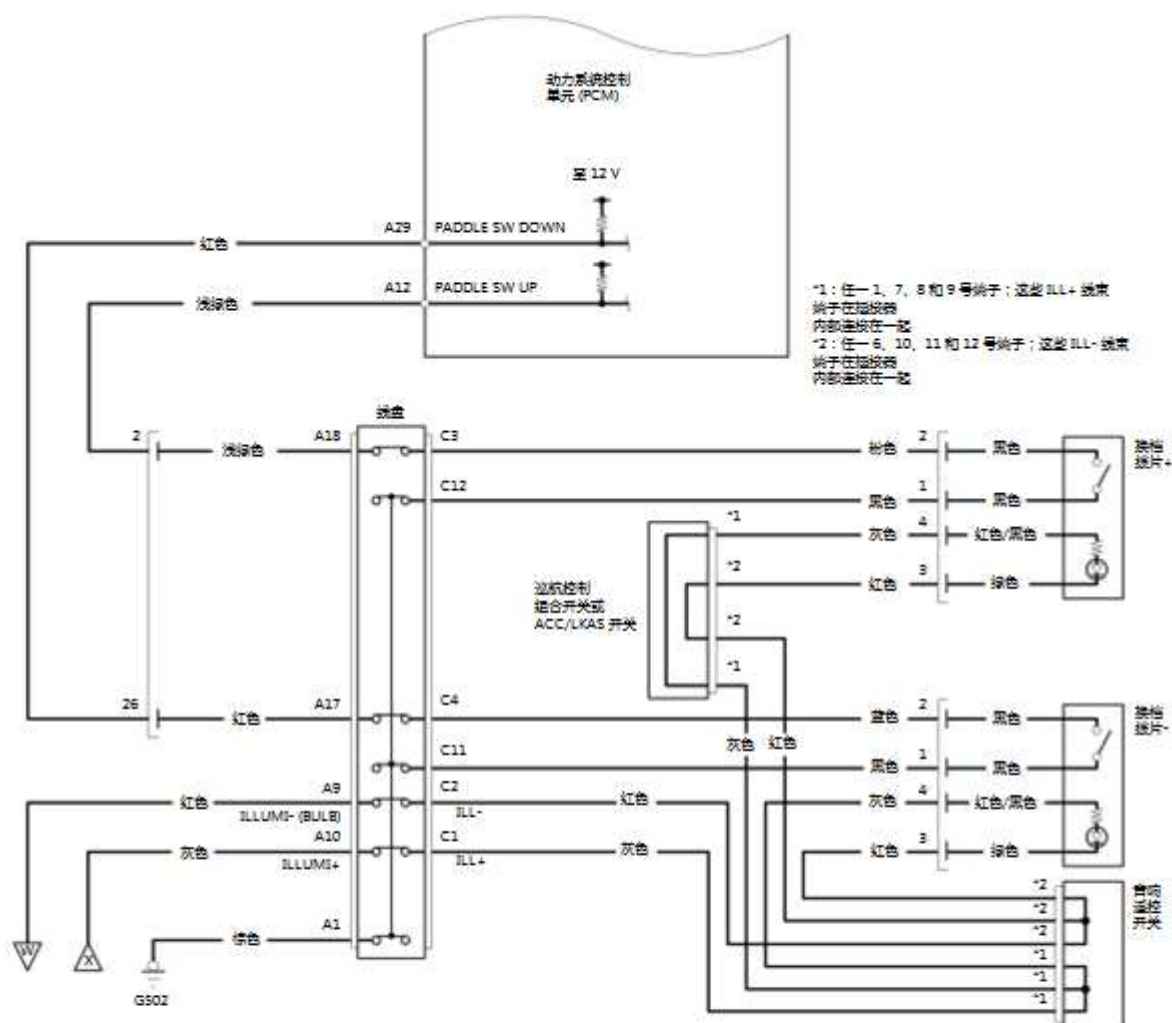 动力系统控制
单元 (PCM)
至 12 V
A29 PADDLE SW DOWN
红色
A12 PADDLE SW UP
浅绿色
*1：任一 1、7、8 和 9 号端子；这些 ILL+ 线束
端子在插接器
内部连接在一起
*2：任一 6、10、11 和 12 号端子；这些 ILL- 线束
端子在插接器
内部连接在一起
线盘
2 浅绿色 A18 C3 粉色 2 黑色
换档
拨片+
C12 黑色 1 黑色
*1 灰色 4 红色/黑色
*2 红色 3 绿色
巡航控制
组合开关或
ACC/LKAS 开关
*2
*1
26 红色 A17 C4 蓝色 2 黑色
换档
拨片-
灰色 红色
C11 黑色 1 黑色
红色 A9 C2 红色 灰色 4 红色/黑色
ILLUMI- (BULB) ILL-
灰色 A10 C1 灰色 红色 3 绿色
ILLUMI+ ILL+
音响
遥控
开关
*2
*2
*2
*1
*1
*1
棕色 A1
W
X
G502